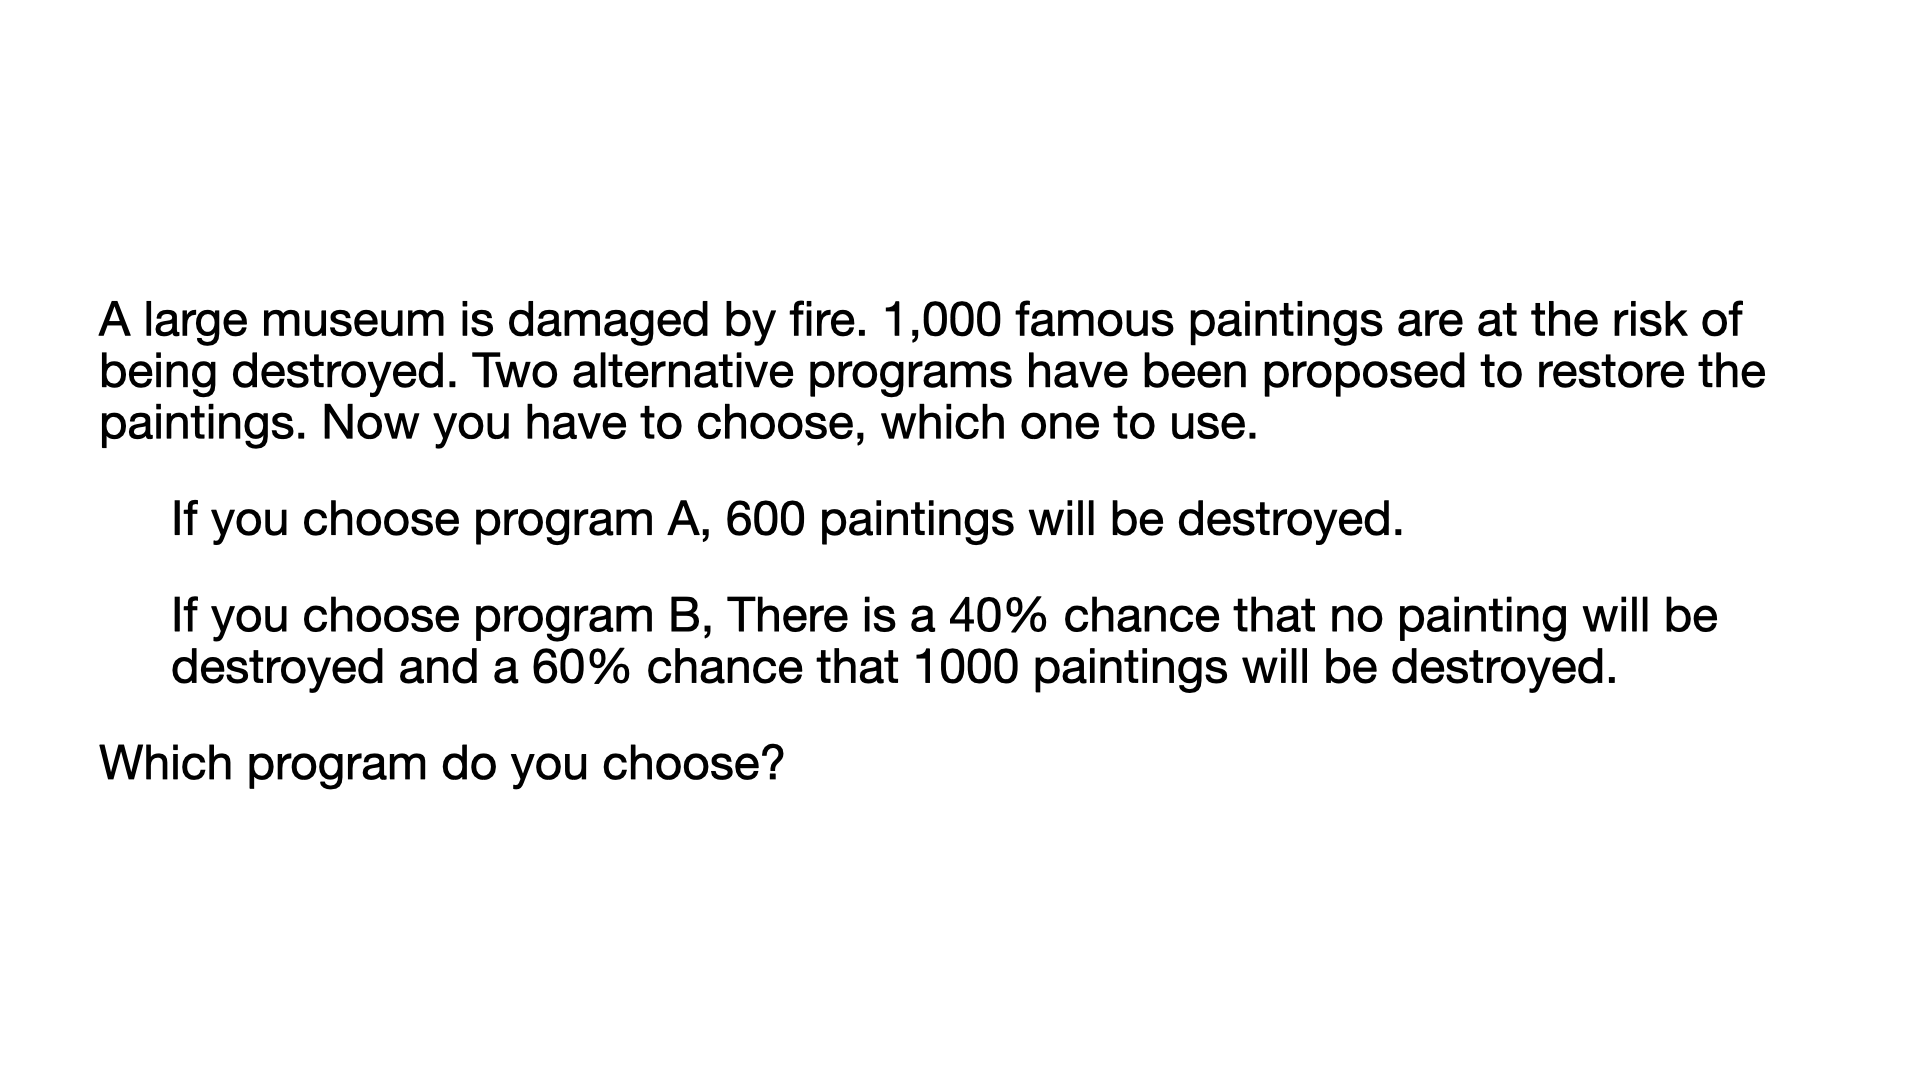 A large museum is damaged by fire. 1,000 famous paintings are at the risk of
being destroyed. Two alternative programs have been proposed to restore the
paintings. Now you have to choose, which one to use.
If you choose program A, 600 paintings will be destroyed.
If you choose program B, There is a 40% chance that no painting will be
destroyed and a 60% chance that 1000 paintings will be destroyed.
Which program do you choose?